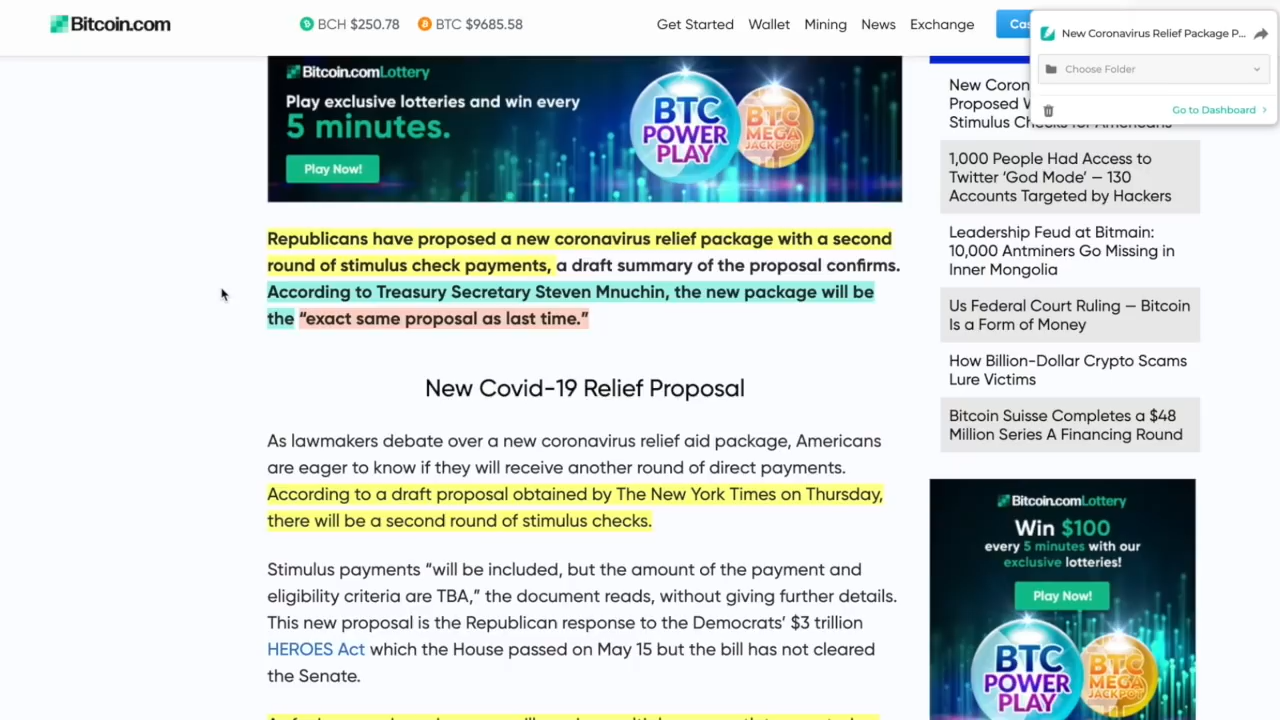 Bitcoin.com
BCH $250.78
BTC $9685.58
Get Started
Wallet
Mining
News
Exchange
New Coronavirus Relief Package P...
Choose Folder
Go to Dashboard
Bitcoin.comLottery
Play exclusive lotteries and win every
5 minutes.
Play Now!
BTC
POWER
PLAY
BTC
MEGA
JACKPOT
Republicans have proposed a new coronavirus relief package with a second
round of stimulus check payments, a draft summary of the proposal confirms.
According to Treasury Secretary Steven Mnuchin, the new package will be
the “exact same proposal as last time.”
New Covid-19 Relief Proposal
As lawmakers debate over a new coronavirus relief aid package, Americans
are eager to know if they will receive another round of direct payments.
According to a draft proposal obtained by The New York Times on Thursday,
there will be a second round of stimulus checks.
Stimulus payments “will be included, but the amount of the payment and
eligibility criteria are TBA,” the document reads, without giving further details.
This new proposal is the Republican response to the Democrats’ $3 trillion
HEROES Act which the House passed on May 15 but the bill has not cleared
the Senate.
New
Proposed
Stimulus Checks for Americans
1,000 People Had Access to
Twitter ‘God Mode’ — 130
Accounts Targeted by Hackers
Leadership Feud at Bitmain:
10,000 Antminers Go Missing in
Inner Mongolia
Us Federal Court Ruling — Bitcoin
Is a Form of Money
How Billion-Dollar Crypto Scams
Lure Victims
Bitcoin Suisse Completes a $48
Million Series A Financing Round
Bitcoin.comLottery
Win $100
every 5 minutes with our
exclusive lotteries!
Play Now!
BTC
POWER
PLAY
BTC
MEGA
JACKPOT